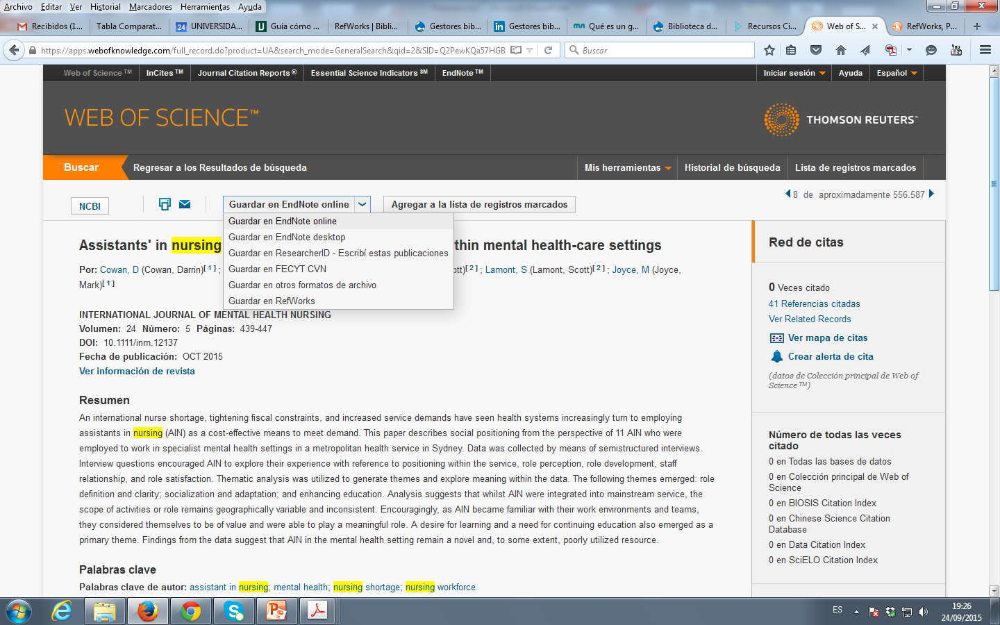 Archivo Editar Ver Historial Marcadores Herramientas Ayuda
Recibidos (1... Tabla Comparat... 24 UNIVERSIDA... Guía cómo ... RefWorks | Bibli... Gestores bib... Gestores bib... Qué es un g... Biblioteca d... Recursos Ci... Web of S... RefWorks, P...
https://apps.webofknowledge.com/full_record.do?product=UA&search_mode=GeneralSearch&qid=2&SID=Q2PewKQa57HGB Buscar
Web of Science™ InCites™ Journal Citation Reports® Essential Science Indicators℠ EndNote™ Iniciar sesión Ayuda Español
WEB OF SCIENCE™ THOMSON REUTERS™
Buscar Regresar a los Resultados de búsqueda Mis herramientas Historial de búsqueda Lista de registros marcados
8 de aproximadamente 556.587
NCBI Guardar en EndNote online Agregar a la lista de registros marcados
Guardar en EndNote online
Guardar en EndNote desktop
Guardar en ResearcherID - Escribí estas publicaciones
Guardar en FECYT CVN
Guardar en otros formatos de archivo
Guardar en RefWorks
Assistants' in nursing thin mental health-care settings
Por: Cowan, D (Cowan, Darrin)[ 1 ] ; ott)[ 2 ] ; Lamont, S (Lamont, Scott)[ 2 ] ; Joyce, M (Joyce,
Mark)[ 1 ]
INTERNATIONAL JOURNAL OF MENTAL HEALTH NURSING
Volumen: 24 Número: 5 Páginas: 439-447
DOI: 10.1111/inm.12137
Fecha de publicación: OCT 2015
Ver información de revista
Resumen
An international nurse shortage, tightening fiscal constraints, and increased service demands have seen health systems increasingly turn to employing
assistants in nursing (AIN) as a cost-effective means to meet demand. This paper describes social positioning from the perspective of 11 AIN who were
employed to work in specialist mental health settings in a metropolitan health service in Sydney. Data was collected by means of semistructured interviews.
Interview questions encouraged AIN to explore their experience with reference to positioning within the service, role perception, role development, staff
relationship, and role satisfaction. Thematic analysis was utilized to generate themes and explore meaning within the data. The following themes emerged: role
definition and clarity; socialization and adaptation; and enhancing education. Analysis suggests that whilst AIN were integrated into mainstream service, the
scope of activities or role remains geographically variable and inconsistent. Encouragingly, as AIN became familiar with their work environments and teams,
they considered themselves to be of value and were able to play a meaningful role. A desire for learning and a need for continuing education also emerged as a
primary theme. Findings from the data suggest that AIN in the mental health setting remain a novel and, to some extent, poorly utilized resource.
Palabras clave
Palabras clave de autor: assistant in nursing; mental health; nursing shortage; nursing workforce
Red de citas
0 Veces citado
41 Referencias citadas
Ver Related Records
Ver mapa de citas
Crear alerta de cita
(datos de Colección principal de Web of
Science™)
Número de todas las veces
citado
0 en Todas las bases de datos
0 en Colección principal de Web of
Science
0 en BIOSIS Citation Index
0 en Chinese Science Citation
Database
0 en Data Citation Index
0 en SciELO Citation Index
ES 19:26
24/09/2015